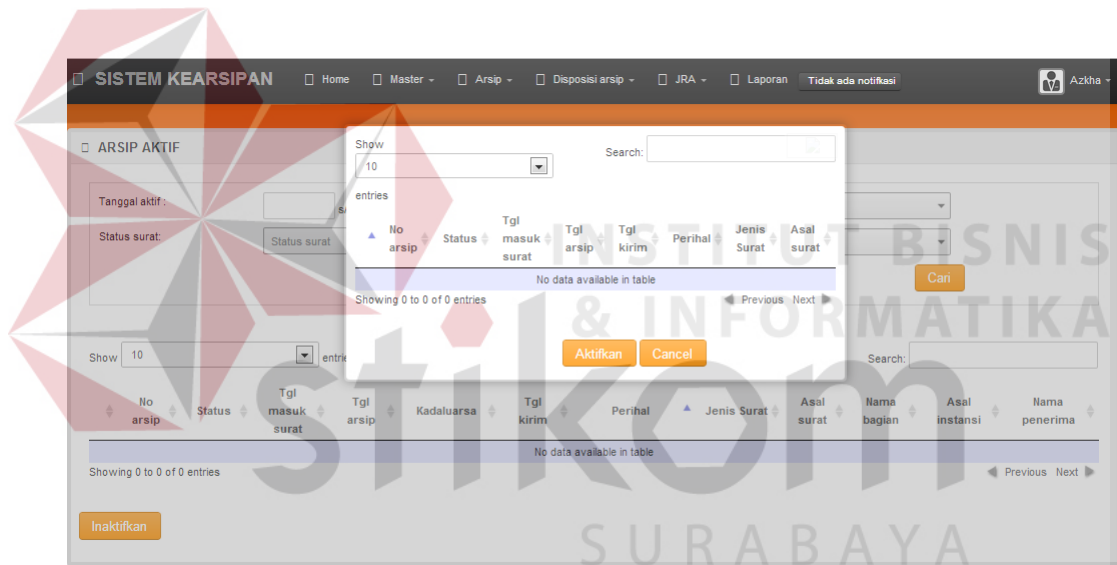 SISTEM KEARSIPAN Home Master Arsip Disposisi arsip JRA Laporan Tidak ada notifikasi Azkha
ARSIP AKTIF
Show
10
entries
Search:
No arsip Status Tgl masuk surat Tgl arsip Tgl kirim Perihal Jenis Surat Asal surat
No data available in table
Showing 0 to 0 of 0 entries Previous Next
Aktifkan Cancel
Tanggal aktif :
Status surat: Status surat
Cari
Show 10 Search:
No arsip Status Tgl masuk surat Tgl arsip Kadaluarsa Tgl kirim Perihal Jenis Surat Asal surat Nama bagian Asal instansi Nama penerima
No data available in table
Showing 0 to 0 of 0 entries Previous Next
Inaktifkan
INSTITUT BISNIS
& INFORMATIKA
stikom
SURABAYA